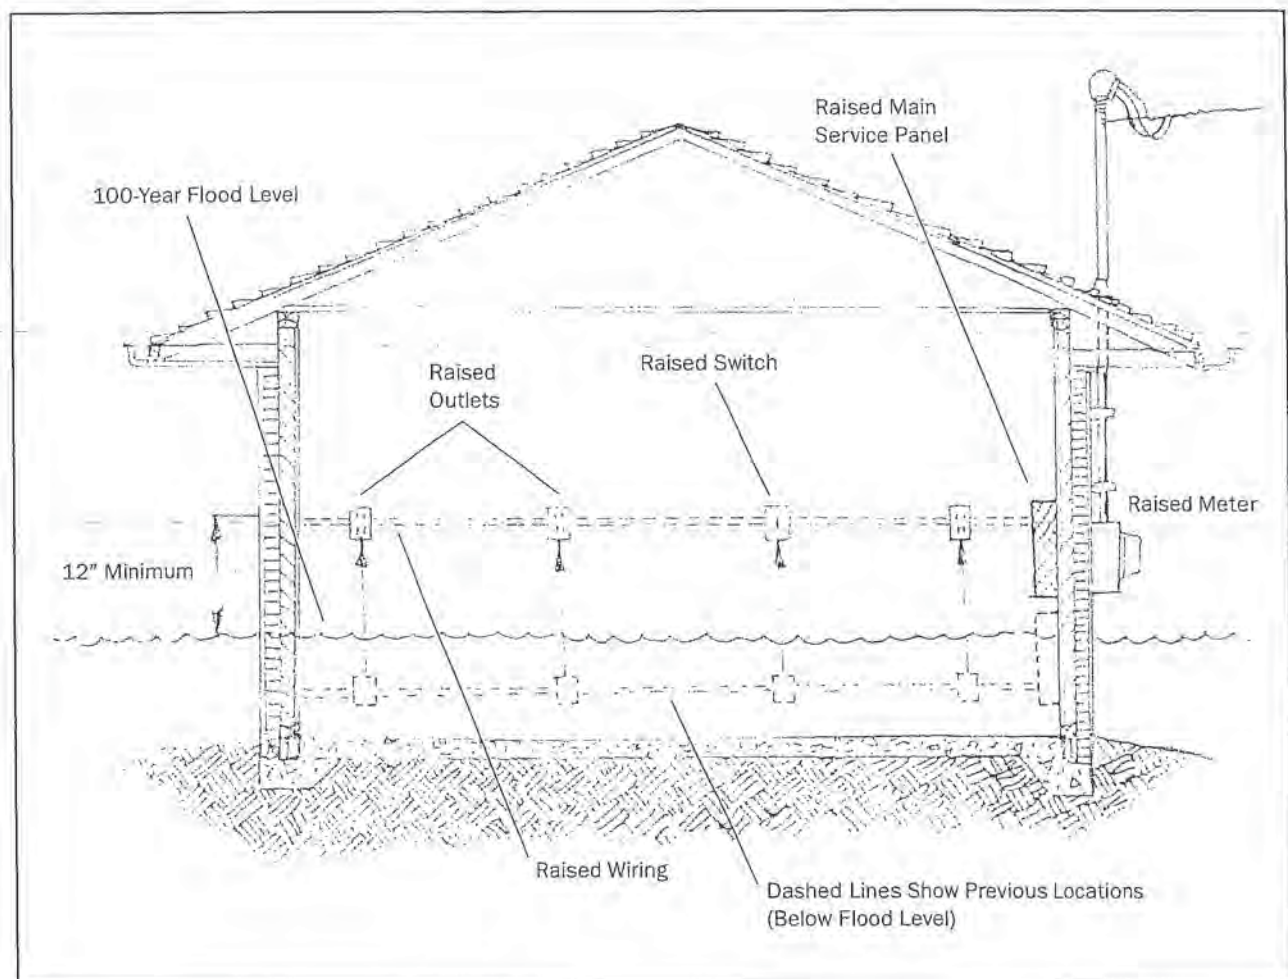 Raised Main
Service Panel
100-Year Flood Level
Raised
Outlets
Raised Switch
Raised Meter
12" Minimum
Raised Wiring
Dashed Lines Show Previous Locations
(Below Flood Level)